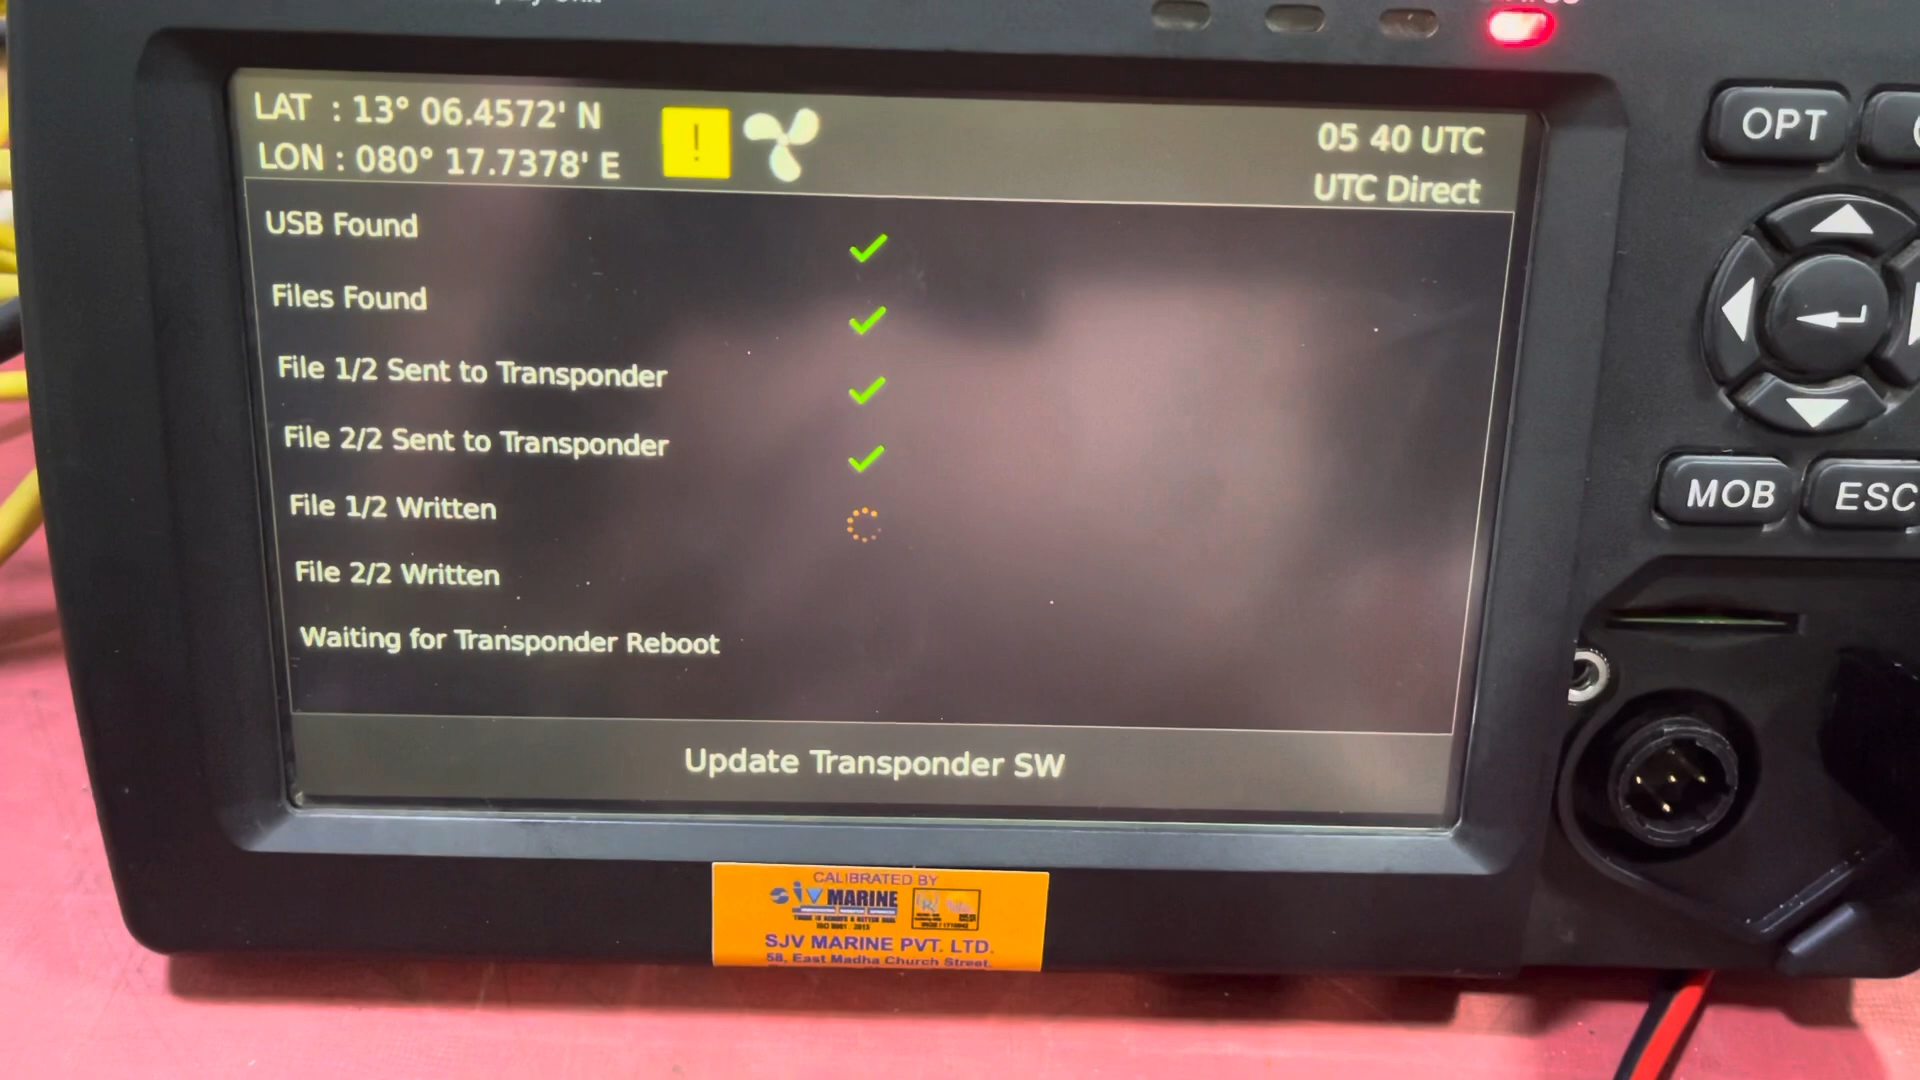 LAT : 13° 06.4572' N
LON : 080° 17.7378' E
!
05 40 UTC
UTC Direct
USB Found
Files Found
File 1/2 Sent to Transponder
File 2/2 Sent to Transponder
File 1/2 Written
File 2/2 Written
Waiting for Transponder Reboot
Update Transponder SW
OPT
MOB
ESC
CALIBRATED BY
SJV MARINE
SJV MARINE PVT. LTD.
58, East Madha Church Street.